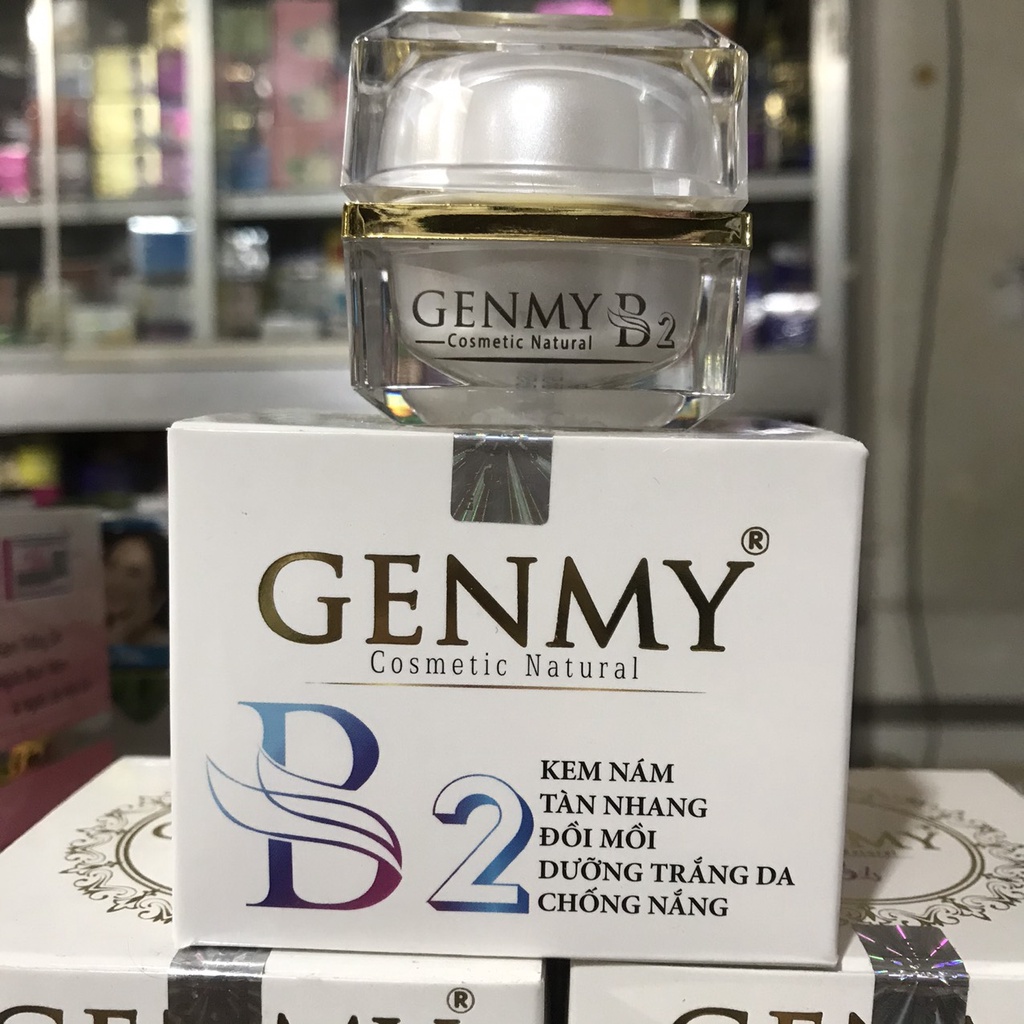 GENMY B2
Cosmetic Natural
GENMY®
Cosmetic Natural
B2
KEM NÁM
TÀN NHANG
ĐỒI MỒI
DƯỠNG TRẮNG DA
CHỐNG NẮNG